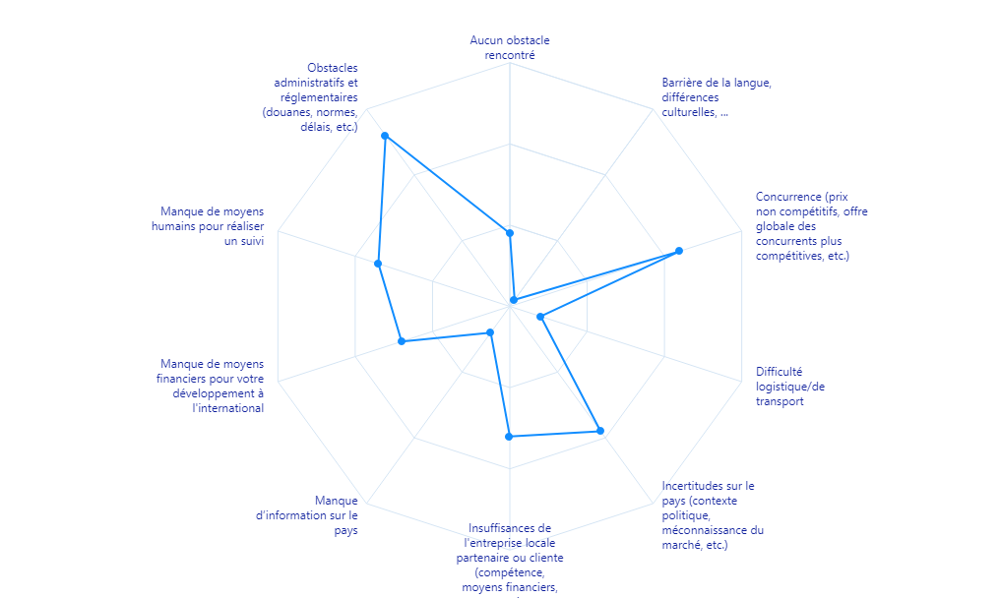 Aucun obstacle
rencontré
Barrière de la langue,
différences
culturelles, ...
Concurrence (prix
non compétitifs, offre
globale des
concurrents plus
compétitives, etc.)
Difficulté
logistique/de
transport
Incertitudes sur le
pays (contexte
politique,
méconnaissance du
marché, etc.)
Insuffisances de
l'entreprise locale
partenaire ou cliente
(compétence,
moyens financiers,
Manque
d'information sur le
pays
Manque de moyens
financiers pour votre
développement à
l'international
Manque de moyens
humains pour réaliser
un suivi
Obstacles
administratifs et
réglementaires
(douanes, normes,
délais, etc.)